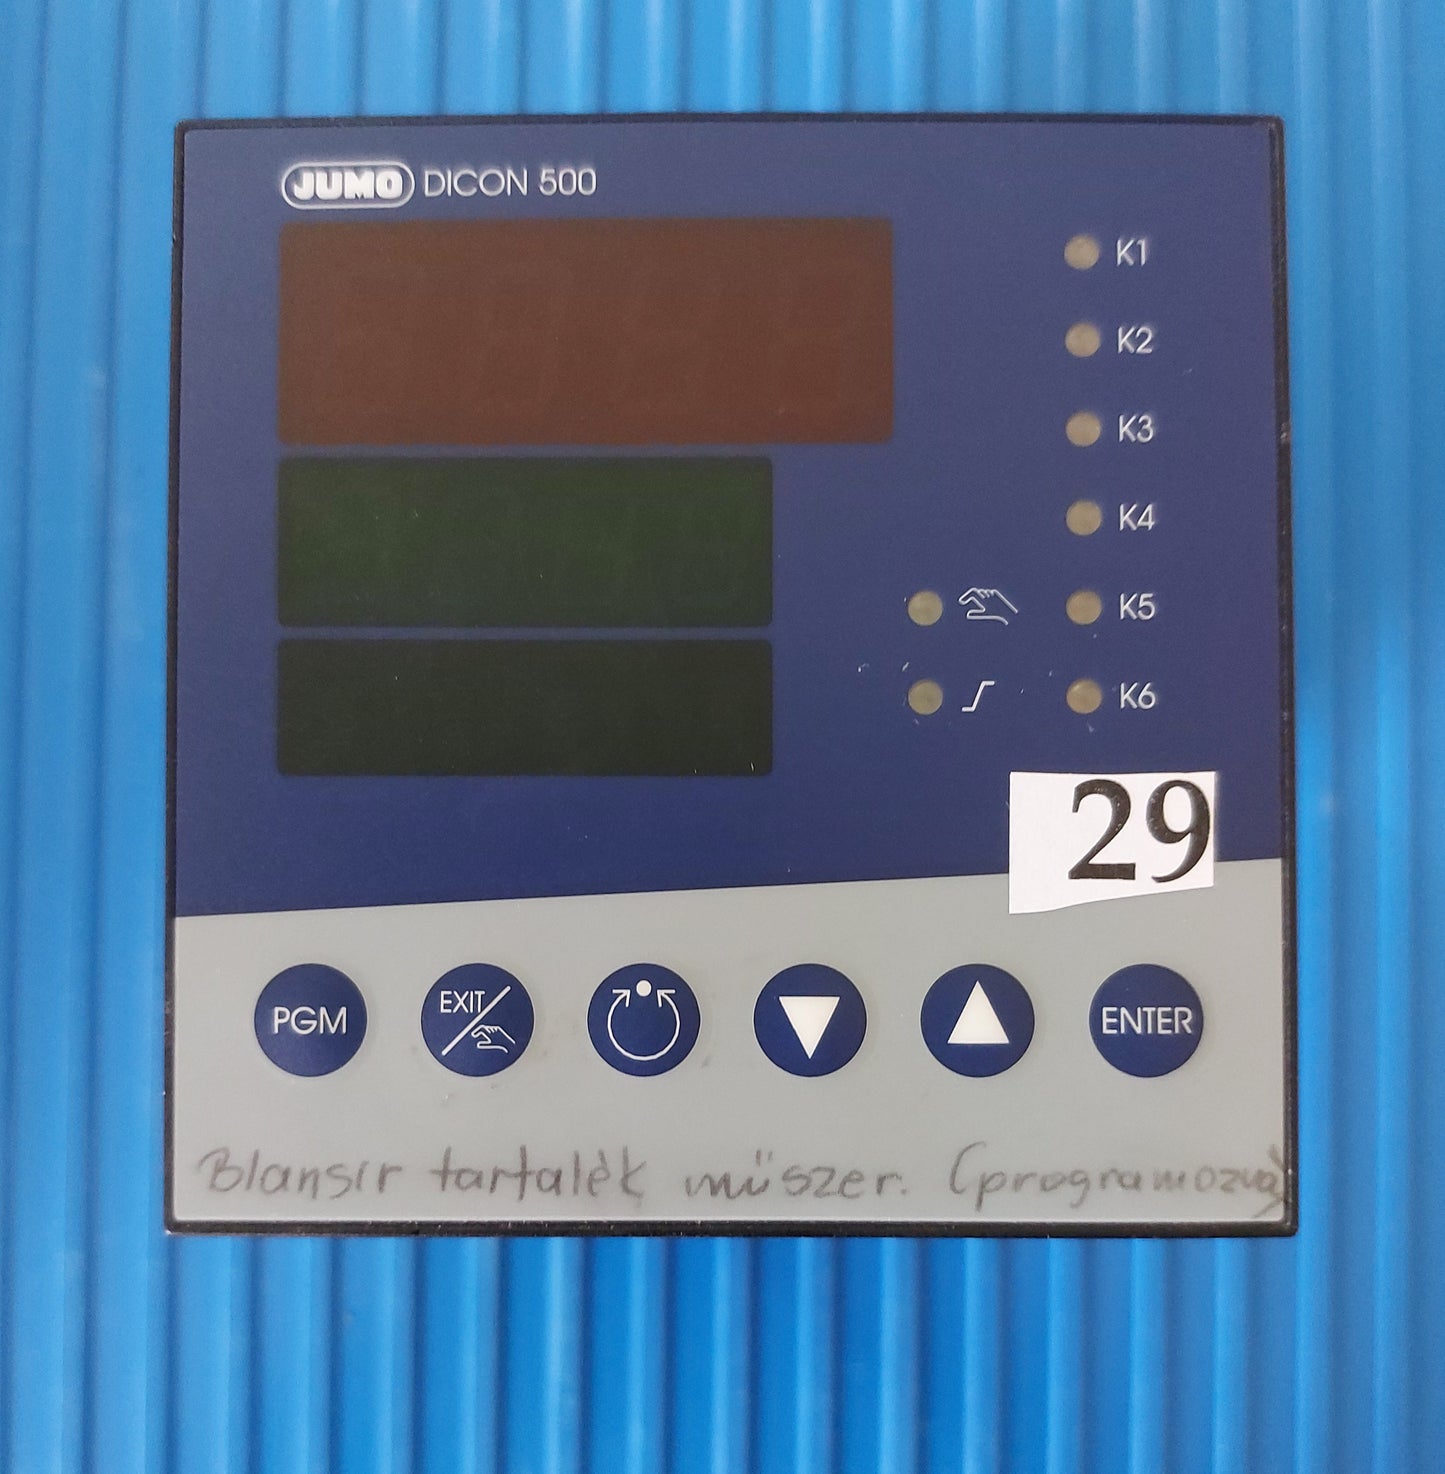 JUMO DICON 500
K1
K2
K3
K4
K5
K6
29
PGM
EXIT
ENTER
Blansír tartalék műszer. (programozva)